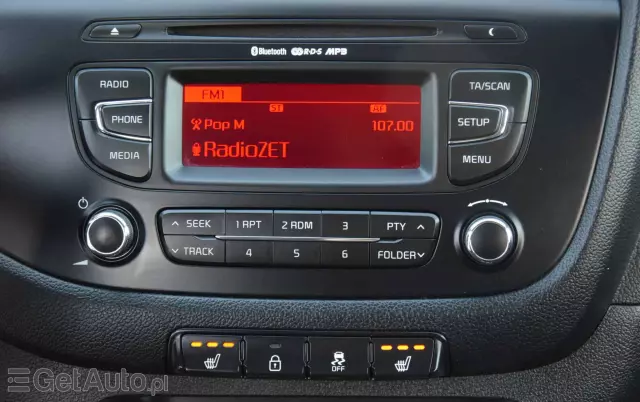 Bluetooth R·D·S MP3
RADIO
PHONE
MEDIA
FM1
ST AF
Pop M 107.00
RadioZET
TA/SCAN
SETUP
MENU
SEEK 1 RPT 2 RDM 3 PTY
TRACK 4 5 6 FOLDER
OFF
GetAuto.pl